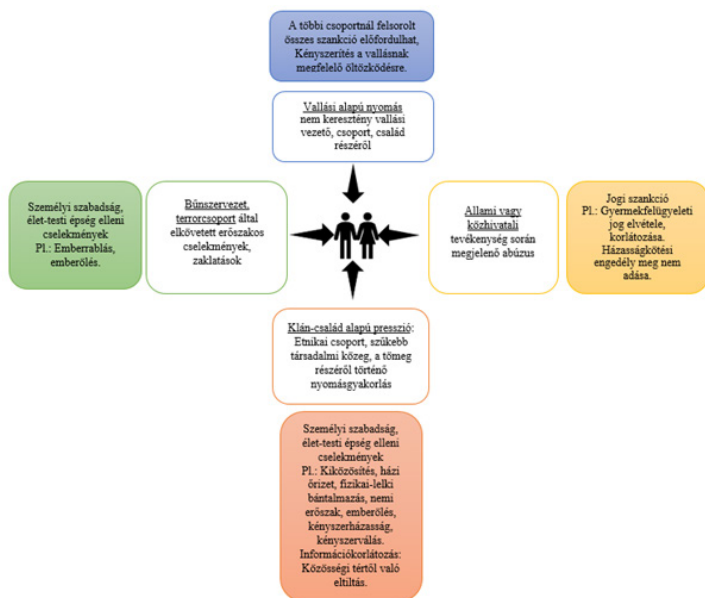 A többi csoportnál felsorolt
összes szankció előfordulhat,
Kényszerítés a vallásnak
megfelelő öltözködésre.
Vallási alapú nyomás
nem keresztény vallási
vezető, csoport, család
részéről
Személyi szabadság,
élet-testi épség elleni
cselekmények
Pl.: Emberrablás,
emberölés.
Bűnszervezet,
terrorcsoport által
elkövetett erőszakos
cselekmények,
zaklatások
Állami vagy
közhivatali
tevékenység során
megjelenő abúzus
Jogi szankció
Pl.: Gyermekfelügyeleti
jog elvétele,
korlátozása.
Házasságkötési
engedély meg nem
adása.
Klán-család alapú presszió:
Etnikai csoport, szűkebb
társadalmi közeg, a tömeg
részéről történő
nyomásgyakorlás
Személyi szabadság,
élet-testi épség elleni
cselekmények
Pl.: Kiközösítés, házi
őrizet, fizikai-lelki
bántalmazás, nemi
erőszak, emberölés,
kényszerházasság,
kényszerválás.
Információkorlátozás:
Közösségi tértől való
eltiltás.